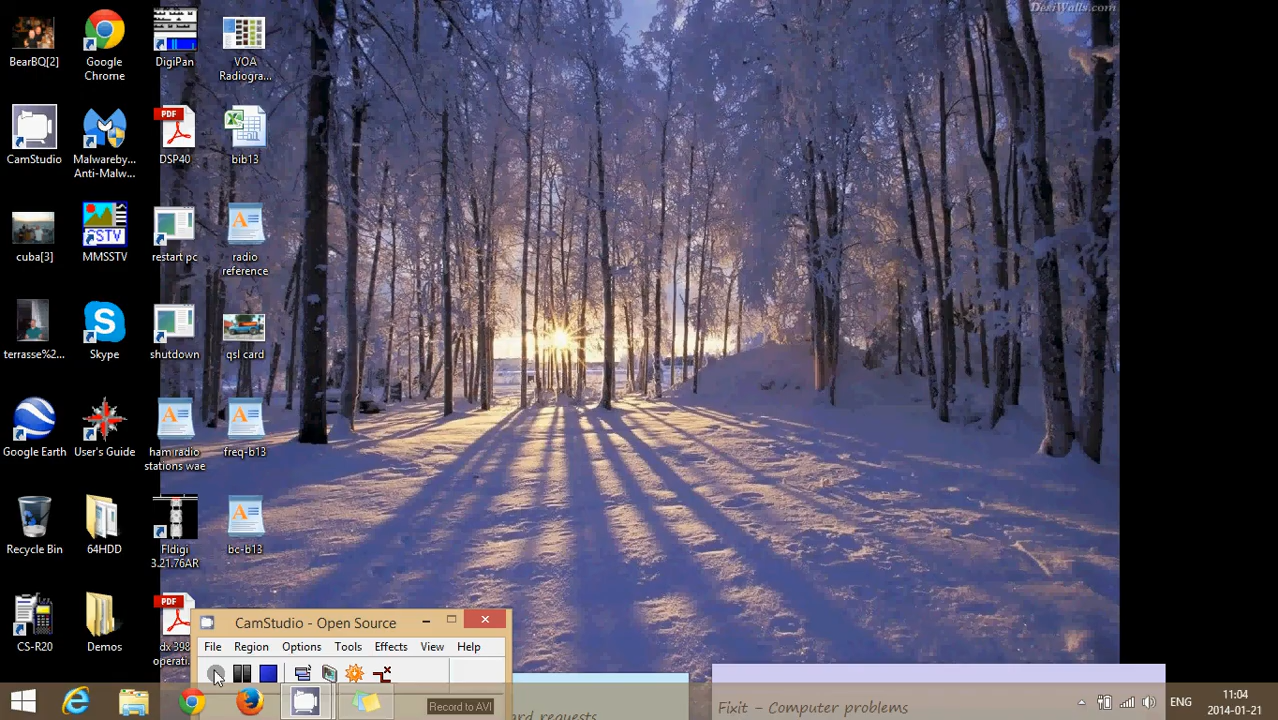 DesiWalls.com
BearBQ[2]
Google
Chrome
DigiPan
VOA
Radiogra...
CamStudio
Malwareby...
Anti-Malw...
PDF
DSP40
bib13
cuba[3]
SSTV
MMSSTV
restart pc
radio
reference
terrasse%2...
Skype
shutdown
qsl card
Google Earth
User's Guide
ham radio
stations wae
freq-b13
Recycle Bin
64HDD
Fldigi
3.21.76AR
bc-b13
CS-R20
Demos
PDF
dx 398
operati...
CamStudio - Open Source
File Region Options Tools Effects View Help
Record to AVI
ard requests
Fixit - Computer problems
ENG
11:04
2014-01-21